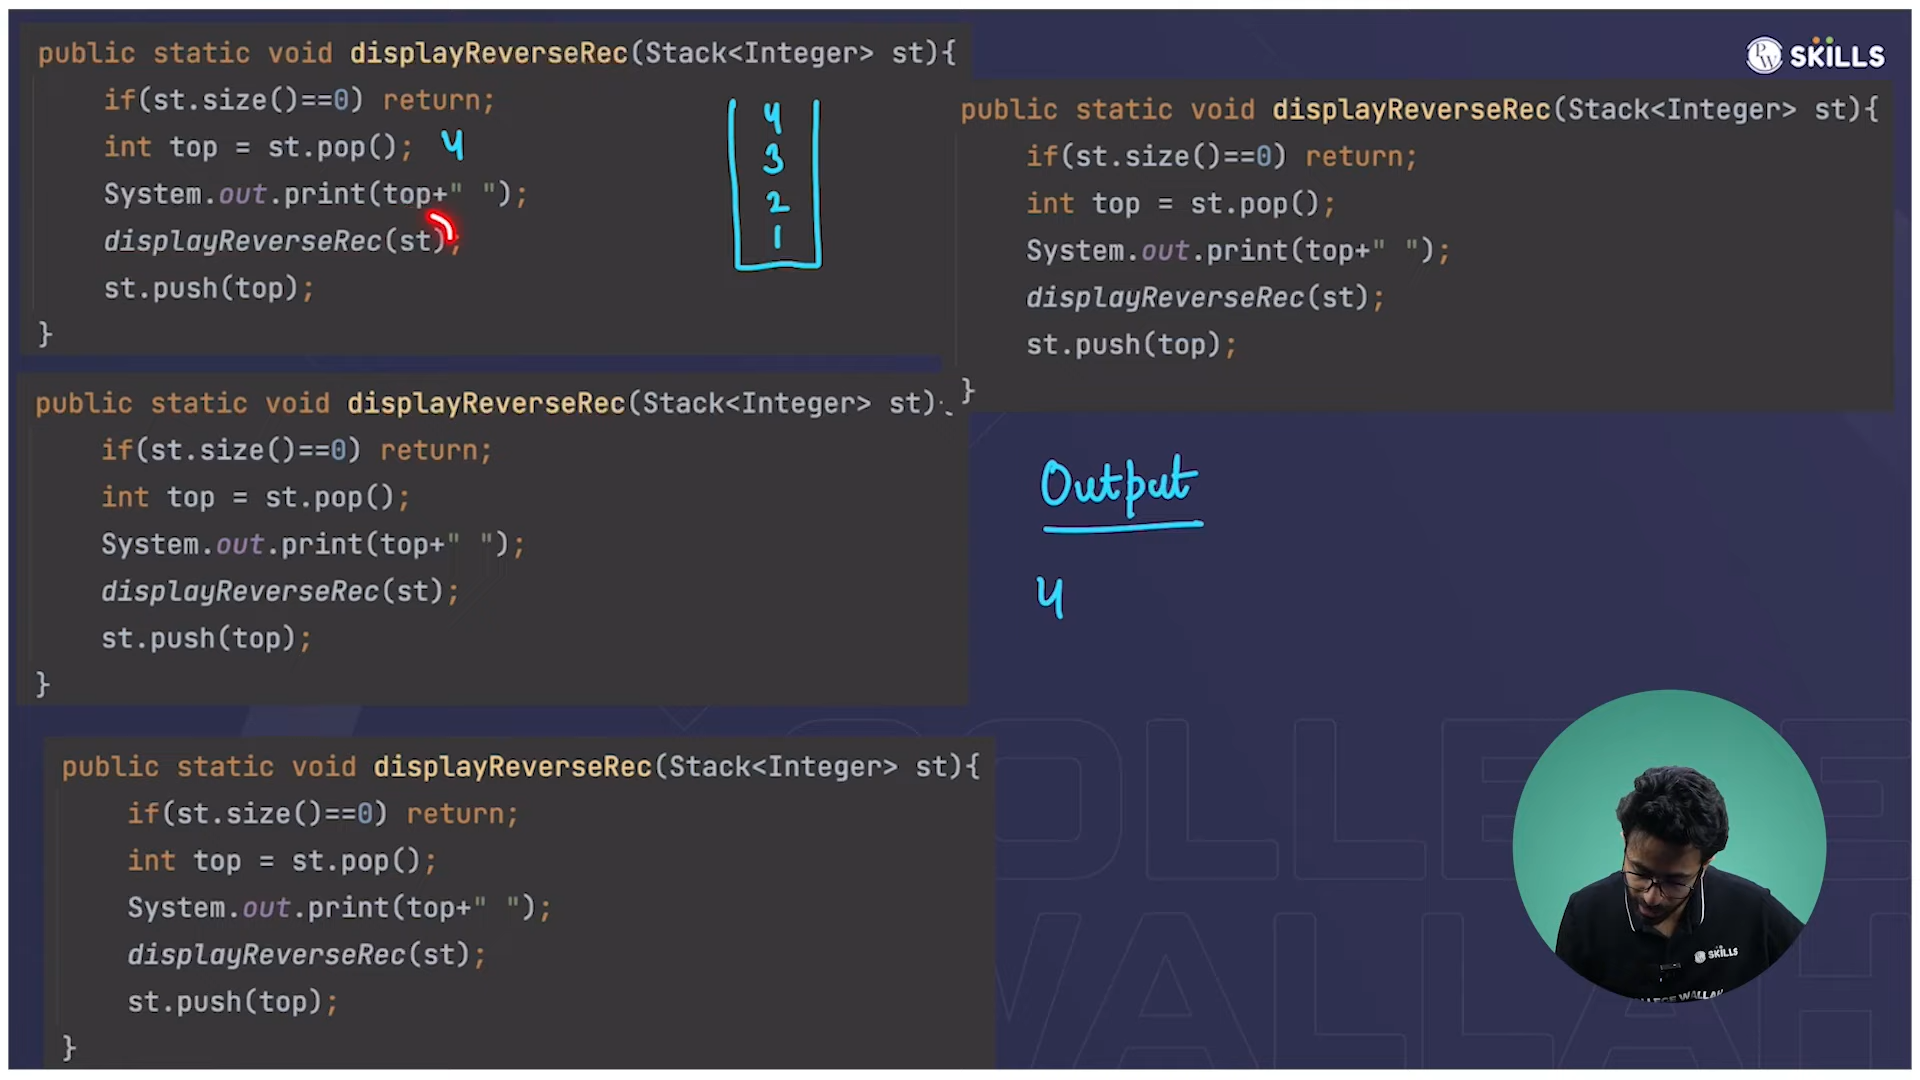 public static void displayReverseRec(Stack<Integer> st){
if(st.size()==0) return;
int top = st.pop(); 4
System.out.print(top+" ");
displayReverseRec(st);
st.push(top);
}
4
3
2
1
PW SKILLS
public static void displayReverseRec(Stack<Integer> st){
if(st.size()==0) return;
int top = st.pop();
System.out.print(top+" ");
displayReverseRec(st);
st.push(top);
}
public static void displayReverseRec(Stack<Integer> st)
if(st.size()==0) return;
int top = st.pop();
System.out.print(top+" ");
displayReverseRec(st);
st.push(top);
}
Output
4
public static void displayReverseRec(Stack<Integer> st){
if(st.size()==0) return;
int top = st.pop();
System.out.print(top+" ");
displayReverseRec(st);
st.push(top);
}
SKILLS
WALLAH